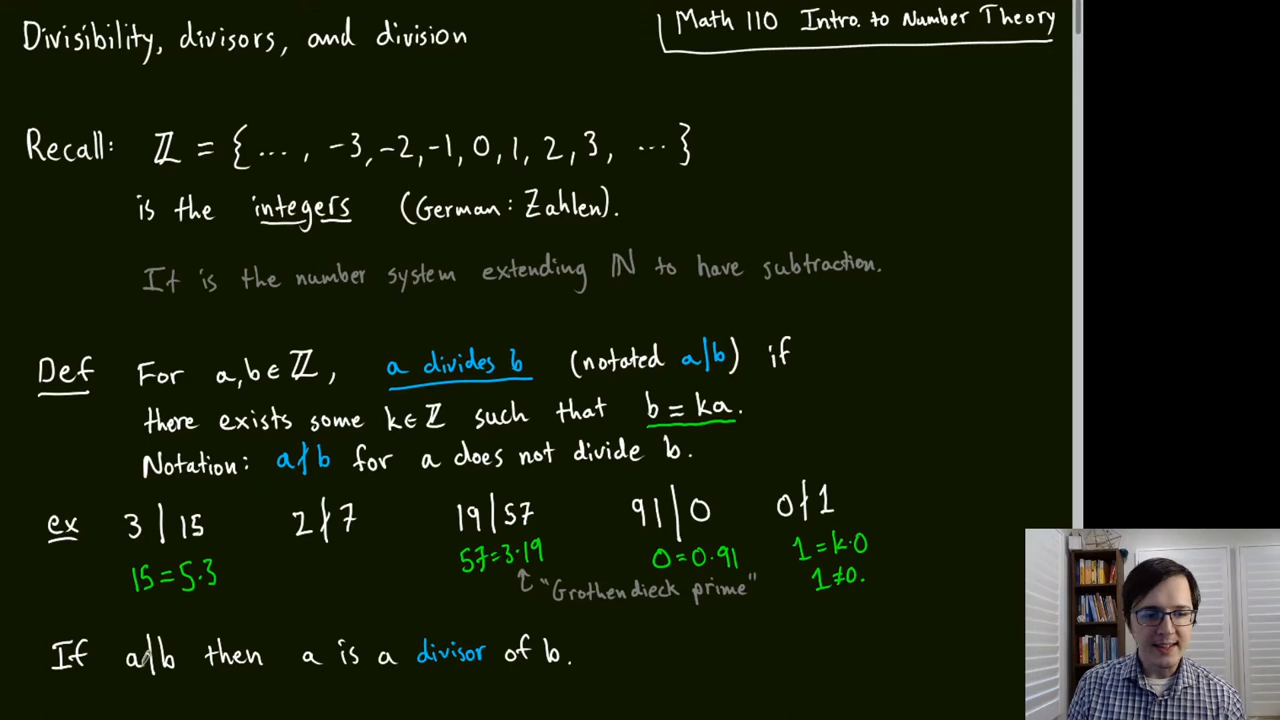 Divisibility, divisors, and division
Math 110 Intro. to Number Theory
Recall: ℤ = {..., -3, -2, -1, 0, 1, 2, 3, ...}
is the integers (German: Zahlen).
It is the number system extending ℕ to have subtraction.
Def For a, b ∈ ℤ, a divides b (notated a|b) if
there exists some k ∈ ℤ such that b = ka.
Notation: a∤b for a does not divide b.
ex 3 | 15 2 ∤ 7 19 | 57 91 | 0 0 ∤ 1
15 = 5·3 57 = 3·19 0 = 0·91 1 = k·0
↑ "Grothendieck prime" 1 ≠ 0.
If a|b then a is a divisor of b.